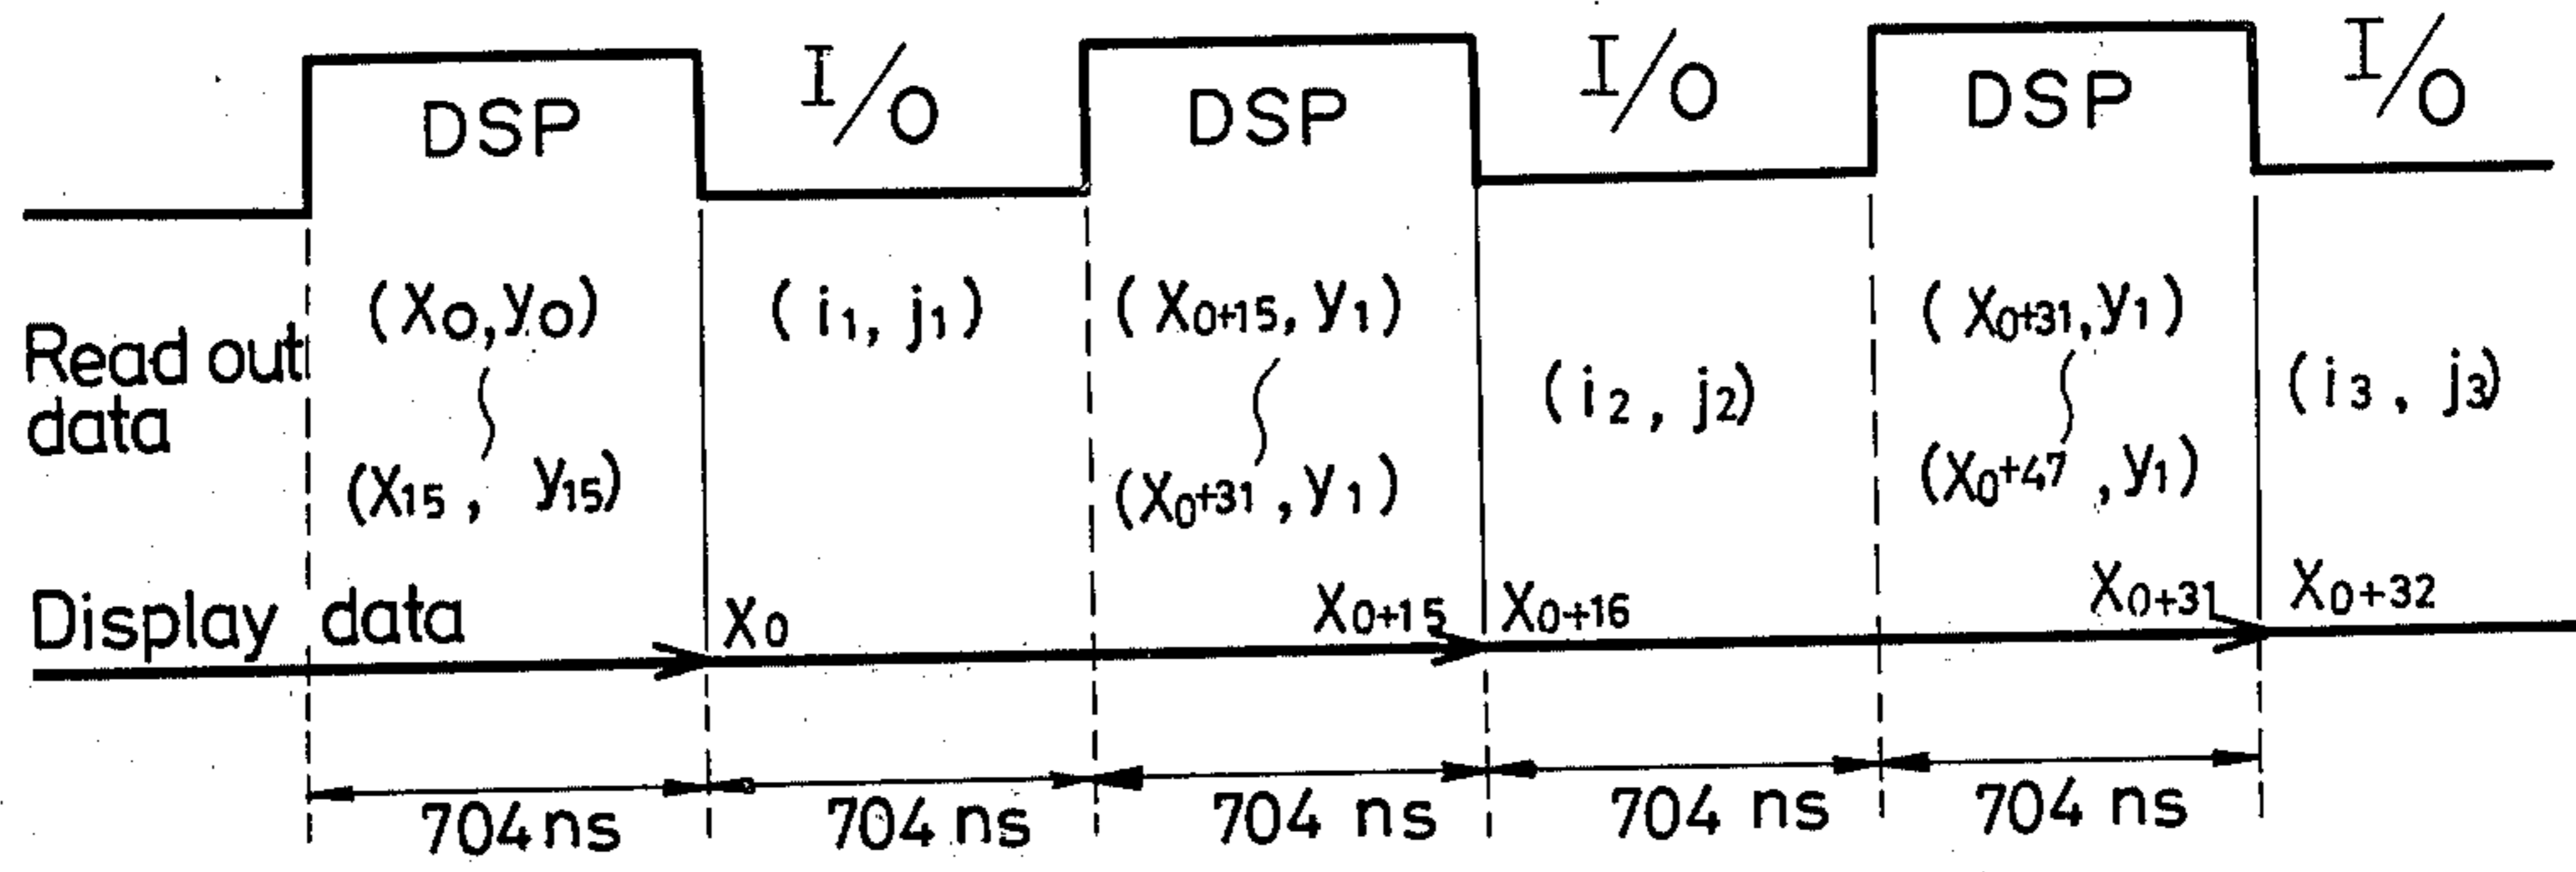 DSP I/O DSP I/O DSP I/O
Read out data
(X0, y0) (i1, j1) (X0+15, y1) (i2, j2) (X0+31, y1) (i3, j3)
(X15, y15) (X0+31, y1) (X0+47, y1)
Display data X0 X0+15 X0+16 X0+31 X0+32
704 ns 704 ns 704 ns 704 ns 704 ns